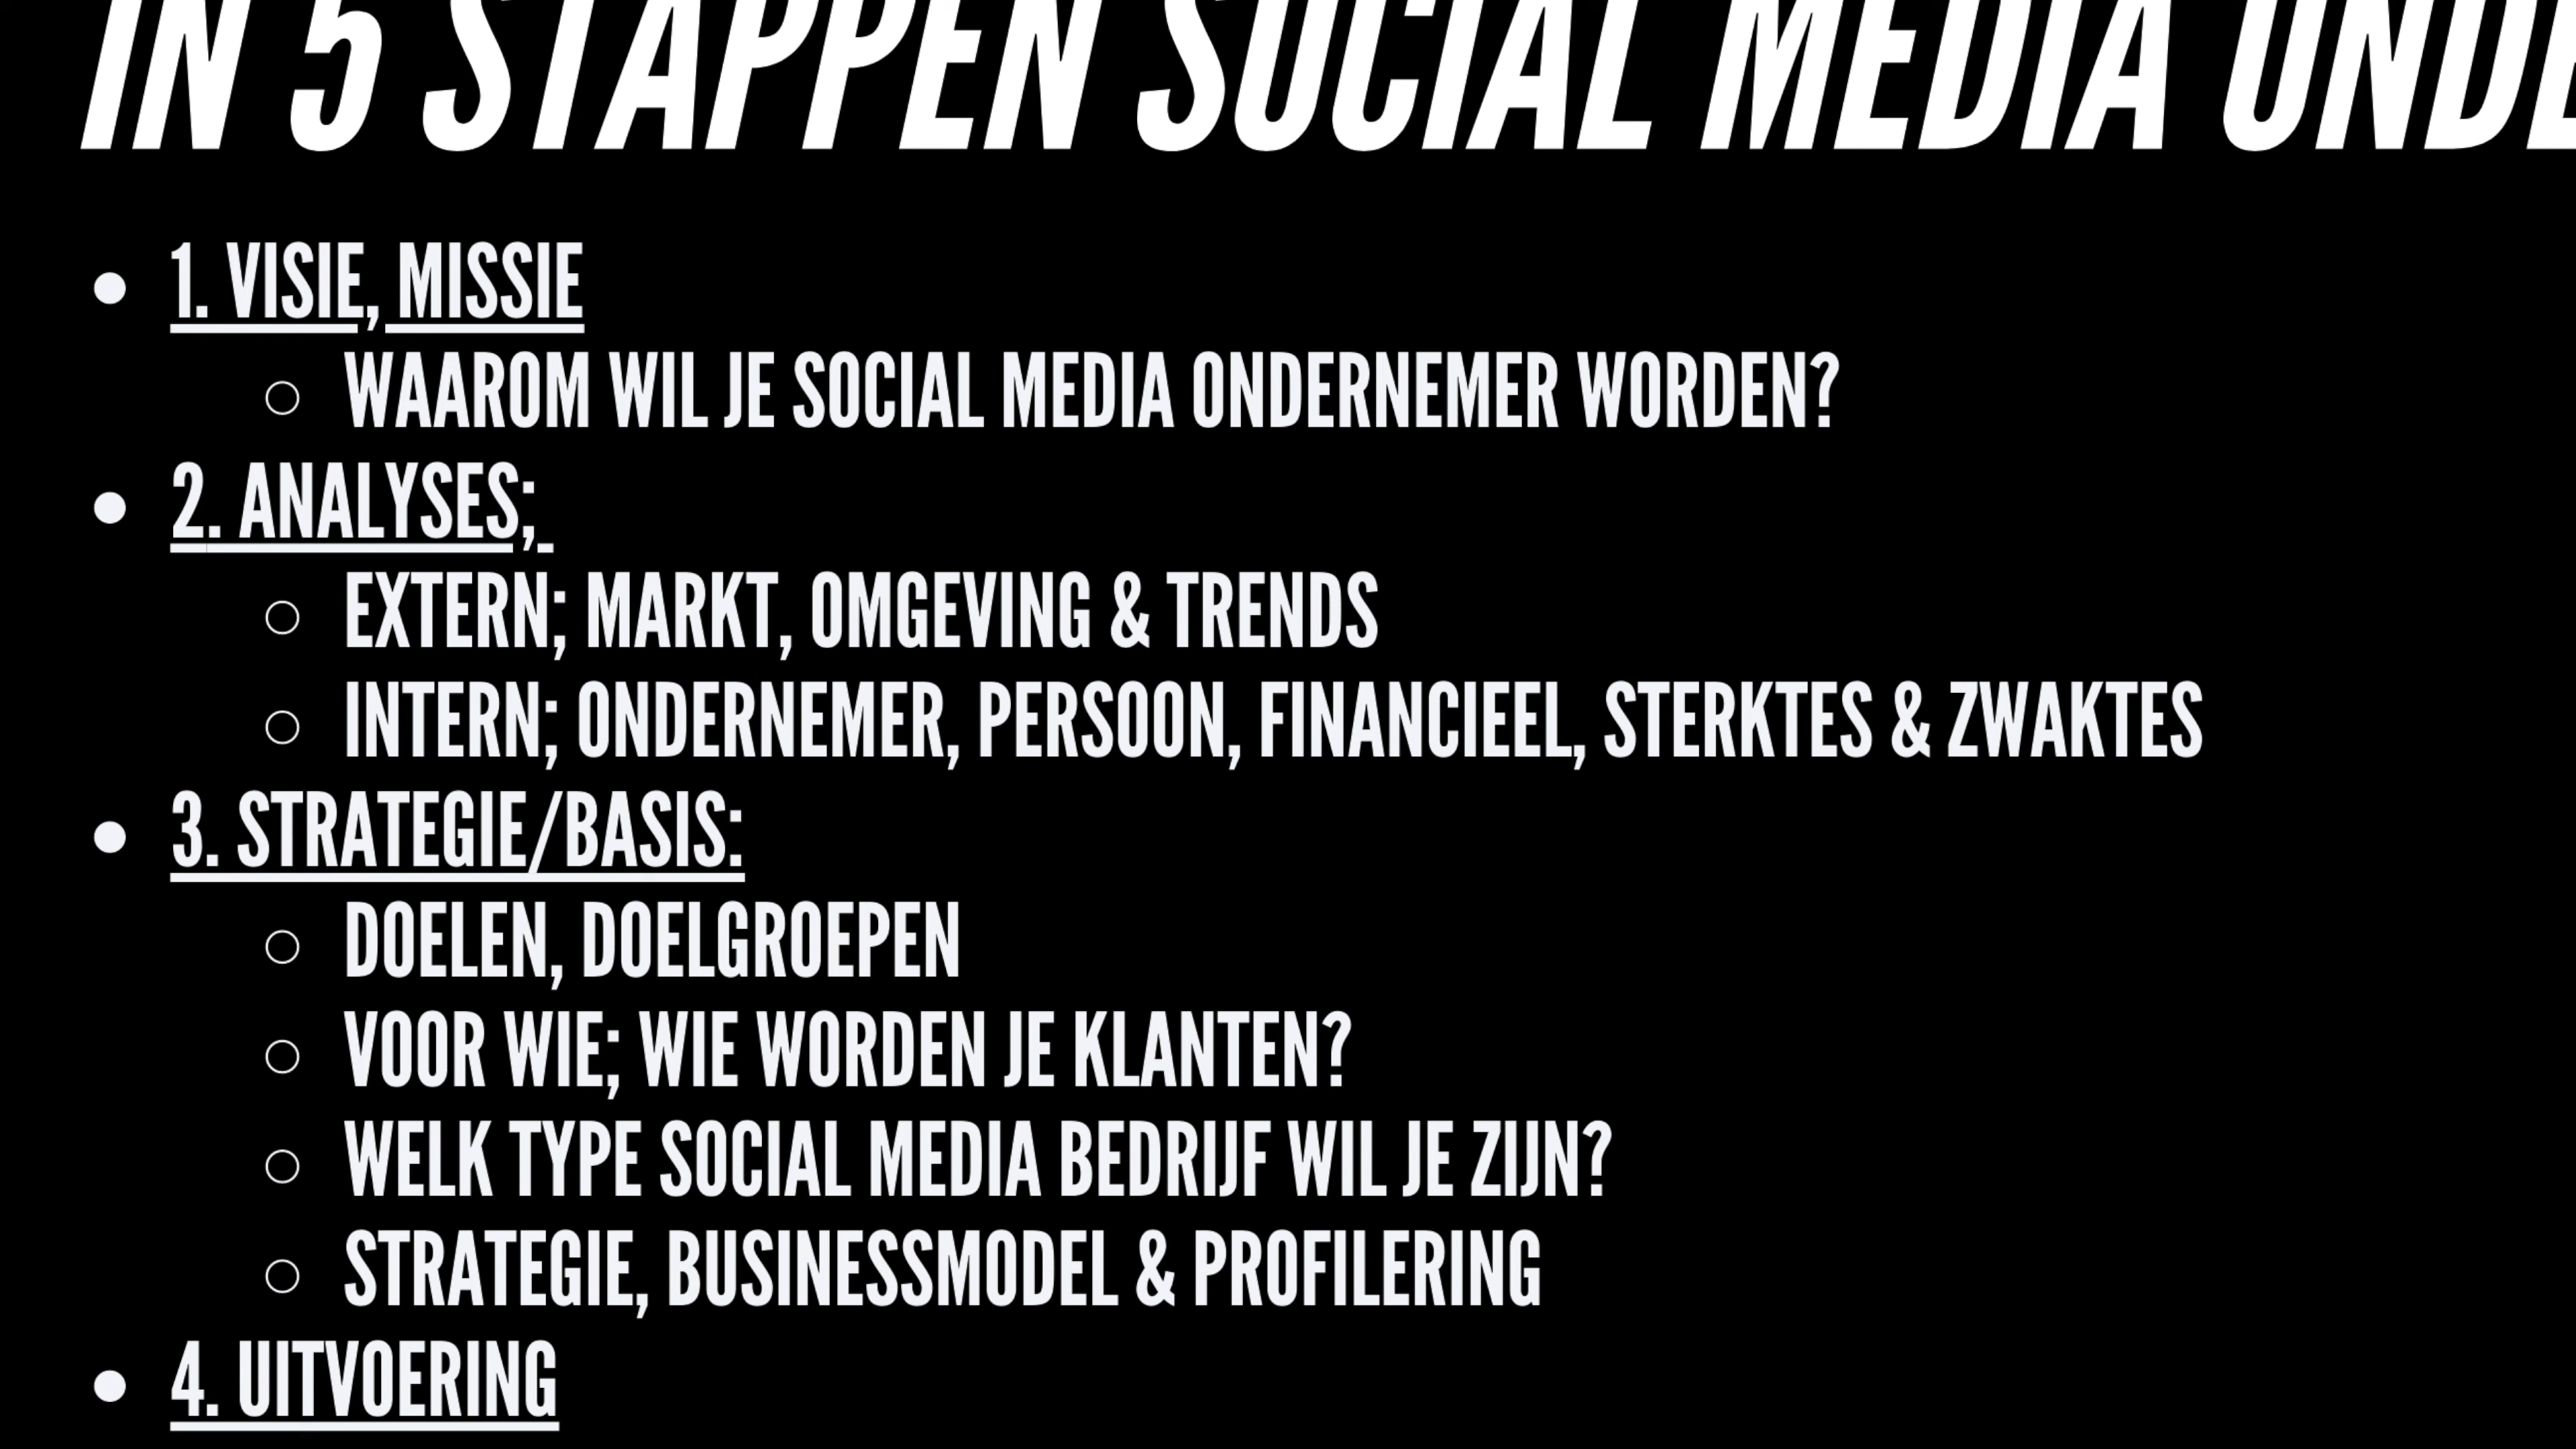 IN 5 STAPPEN SOCIAL MEDIA ONDE
• 1. VISIE, MISSIE
○ WAAROM WIL JE SOCIAL MEDIA ONDERNEMER WORDEN?
• 2. ANALYSES;
○ EXTERN; MARKT, OMGEVING & TRENDS
○ INTERN; ONDERNEMER, PERSOON, FINANCIEEL, STERKTES & ZWAKTES
• 3. STRATEGIE/BASIS:
○ DOELEN, DOELGROEPEN
○ VOOR WIE; WIE WORDEN JE KLANTEN?
○ WELK TYPE SOCIAL MEDIA BEDRIJF WIL JE ZIJN?
○ STRATEGIE, BUSINESSMODEL & PROFILERING
• 4. UITVOERING